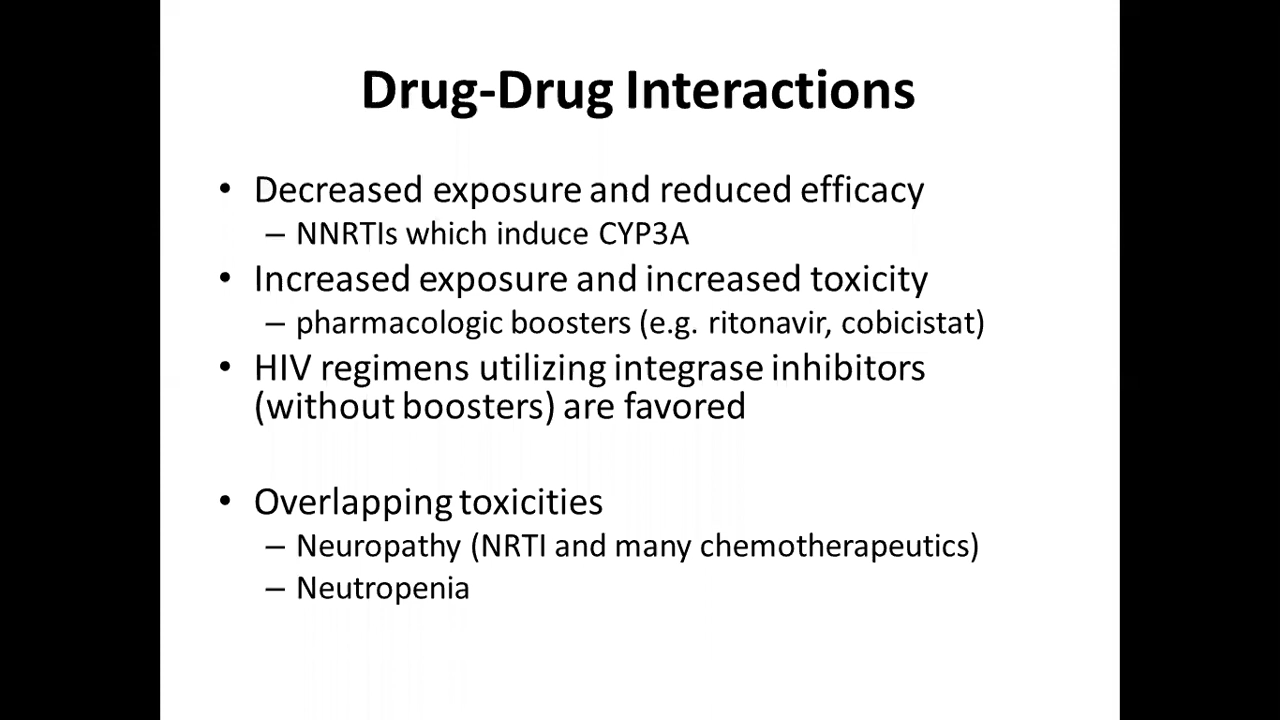 Drug-Drug Interactions
• Decreased exposure and reduced efficacy
– NNRTIs which induce CYP3A
• Increased exposure and increased toxicity
– pharmacologic boosters (e.g. ritonavir, cobicistat)
• HIV regimens utilizing integrase inhibitors
(without boosters) are favored
• Overlapping toxicities
– Neuropathy (NRTI and many chemotherapeutics)
– Neutropenia